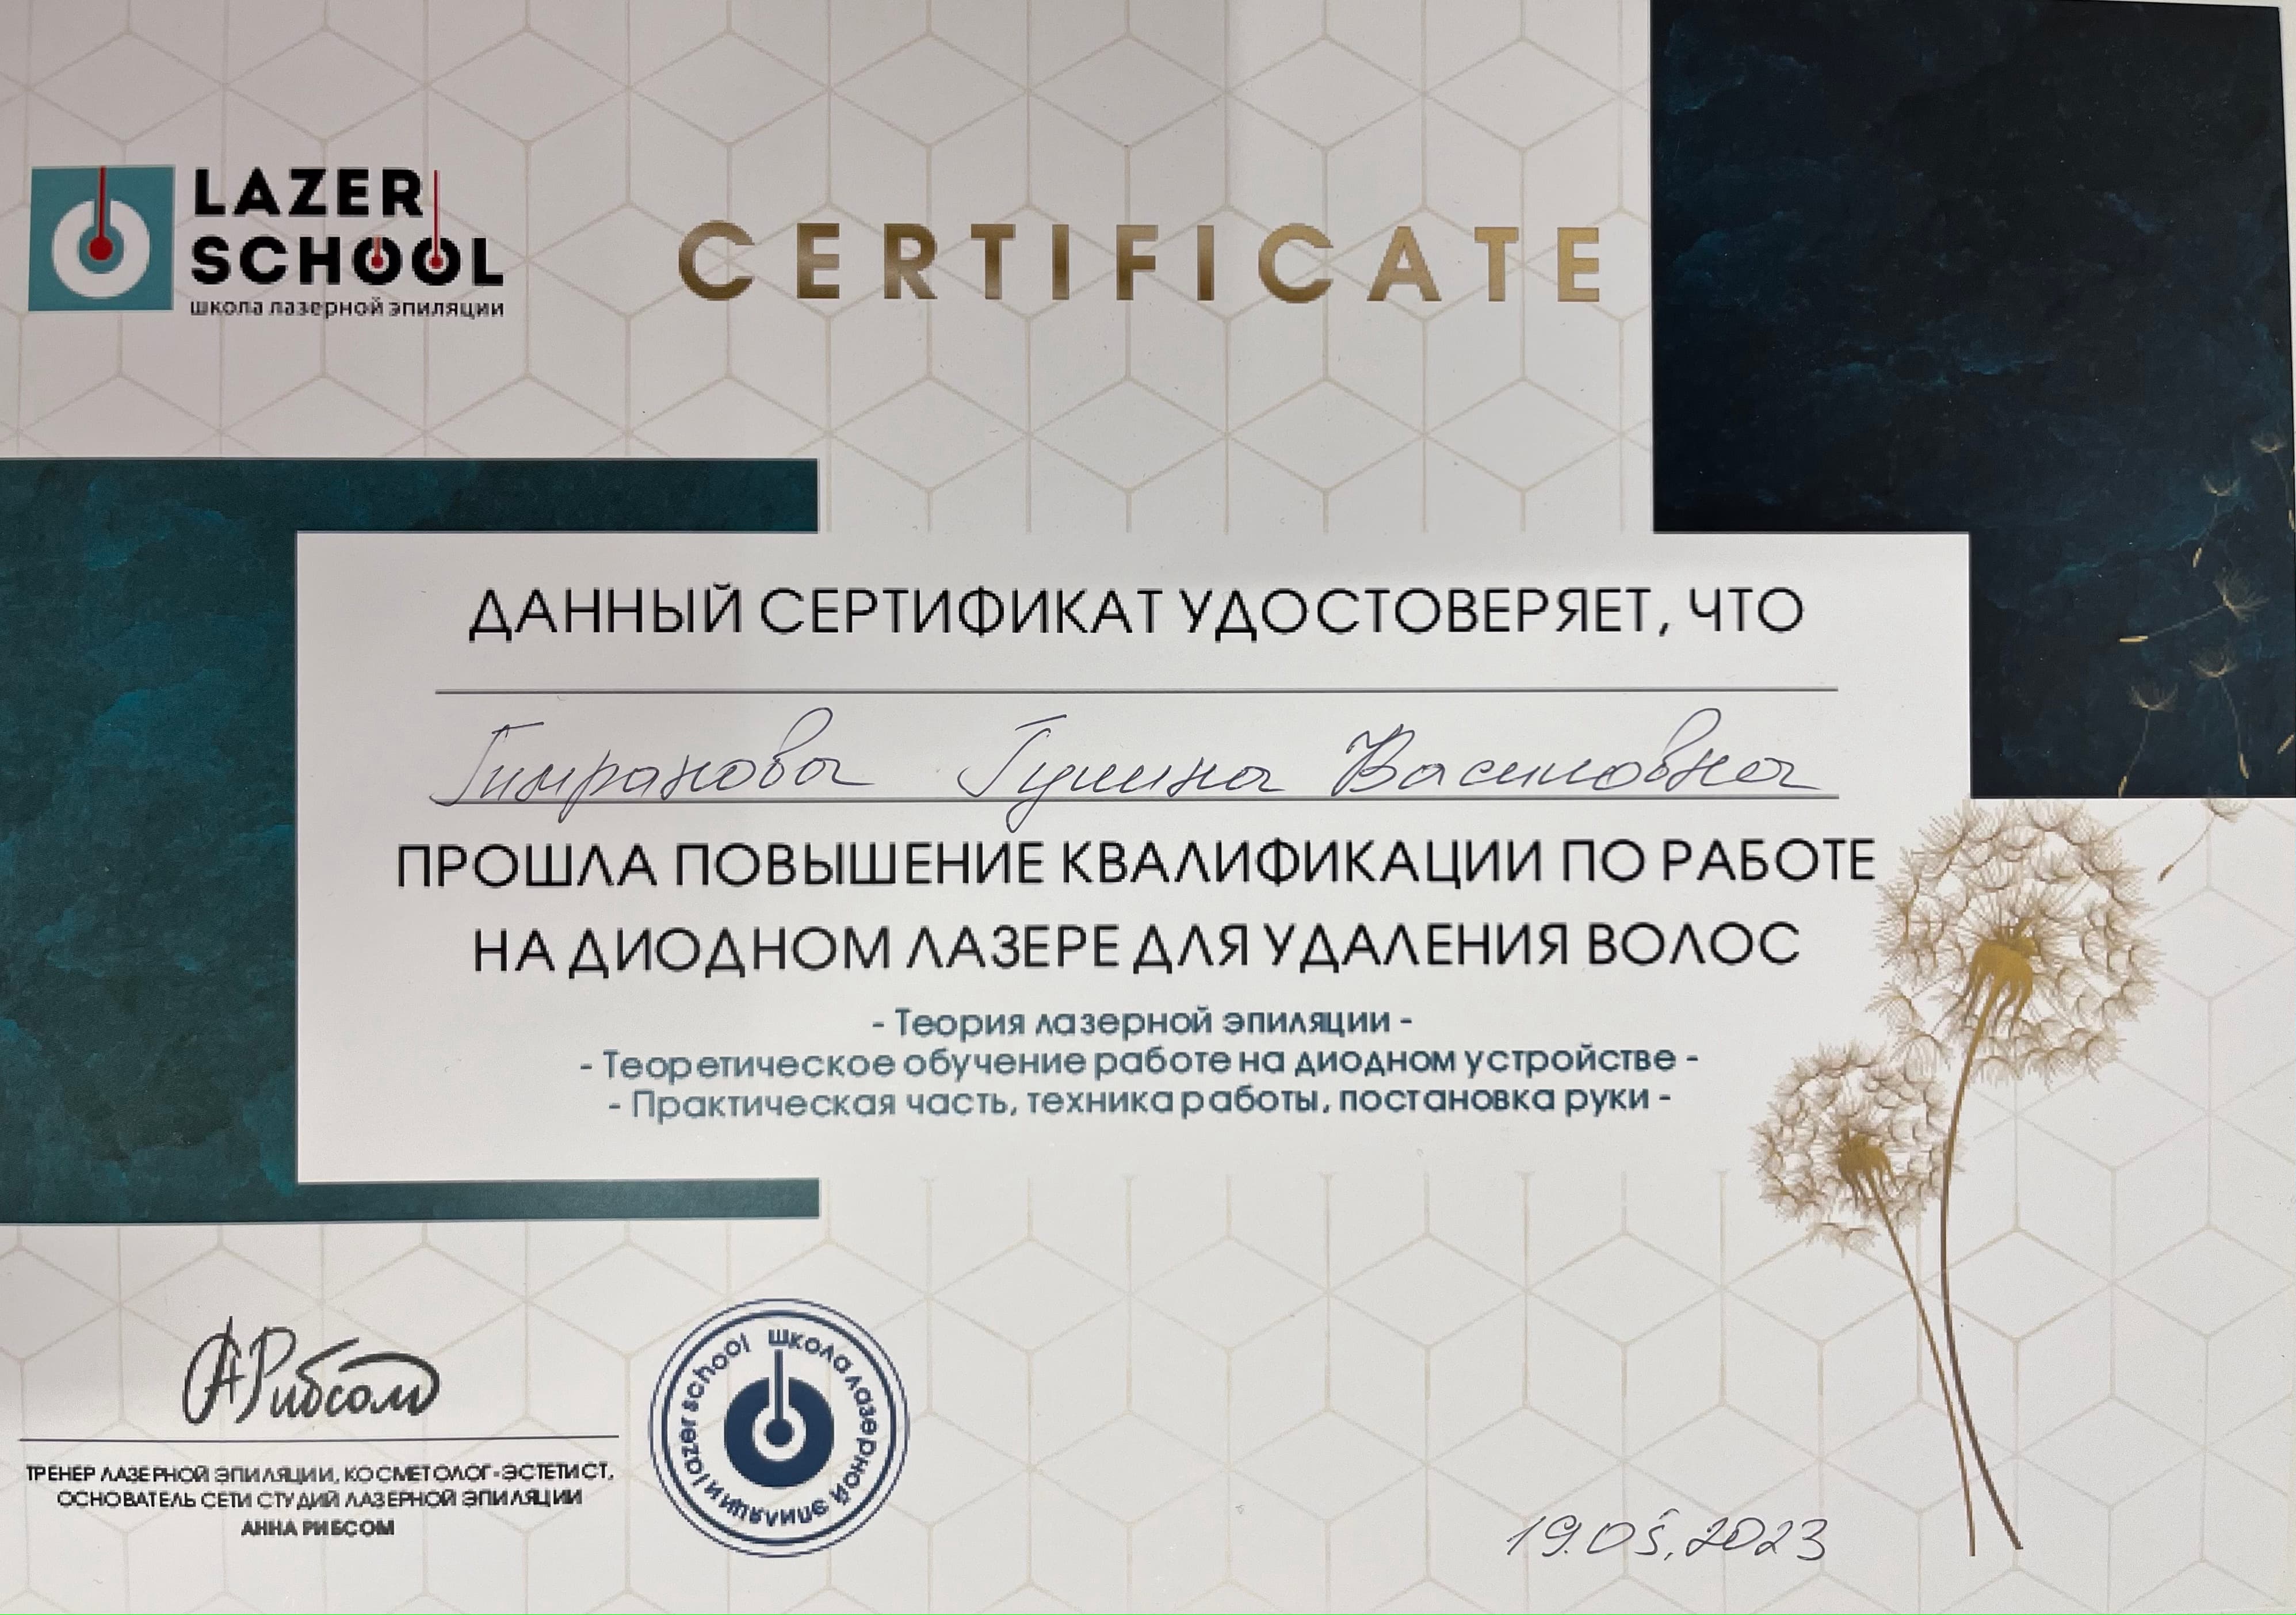 LAZER
SCHOOL
школа лазерной эпиляции
CERTIFICATE
ДАННЫЙ СЕРТИФИКАТ УДОСТОВЕРЯЕТ, ЧТО
Гимранова Гулина Васимовна
ПРОШЛА ПОВЫШЕНИЕ КВАЛИФИКАЦИИ ПО РАБОТЕ
НА ДИОДНОМ ЛАЗЕРЕ ДЛЯ УДАЛЕНИЯ ВОЛОС
- Теория лазерной эпиляции -
- Теоретическое обучение работе на диодном устройстве -
- Практическая часть, техника работы, постановка руки -
АРибсом
ТРЕНЕР ЛАЗЕРНОЙ ЭПИЛЯЦИИ, КОСМЕТОЛОГ-ЭСТЕТИСТ,
ОСНОВАТЕЛЬ СЕТИ СТУДИЙ ЛАЗЕРНОЙ ЭПИЛЯЦИИ
АННА РИБСОМ
lazer school школа лазерной эпиляции
19.05.2023